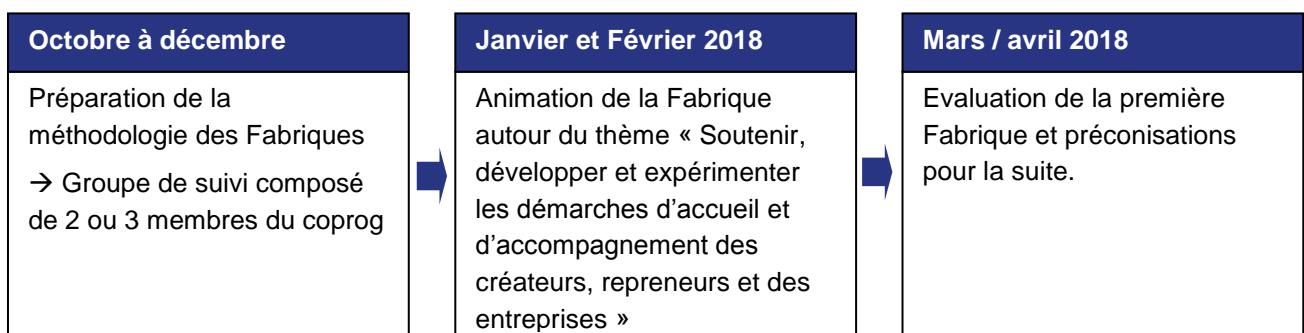 Octobre à décembre
Préparation de la
méthodologie des Fabriques
→ Groupe de suivi composé
de 2 ou 3 membres du coprog
Janvier et Février 2018
Animation de la Fabrique
autour du thème « Soutenir,
développer et expérimenter
les démarches d'accueil et
d'accompagnement des
créateurs, repreneurs et des
entreprises »
Mars / avril 2018
Evaluation de la première
Fabrique et préconisations
pour la suite.